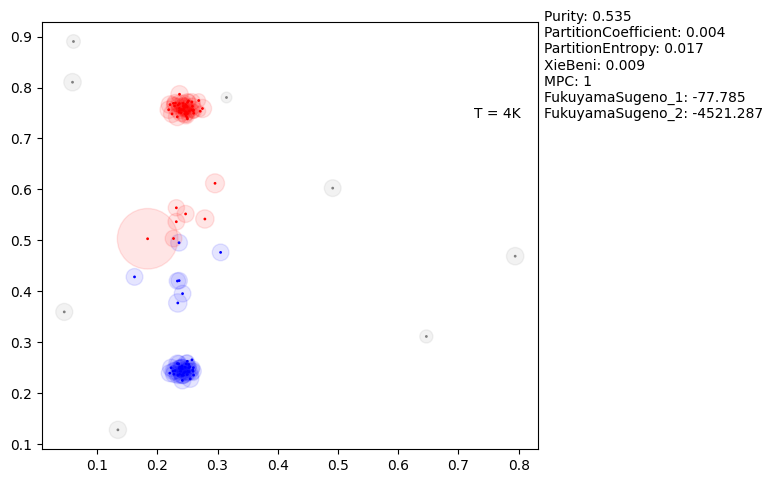 Purity: 0.535
PartitionCoefficient: 0.004
PartitionEntropy: 0.017
XieBeni: 0.009
MPC: 1
FukuyamaSugeno_1: -77.785
FukuyamaSugeno_2: -4521.287
T = 4K
0.9
0.8
0.7
0.6
0.5
0.4
0.3
0.2
0.1
0.1 0.2 0.3 0.4 0.5 0.6 0.7 0.8